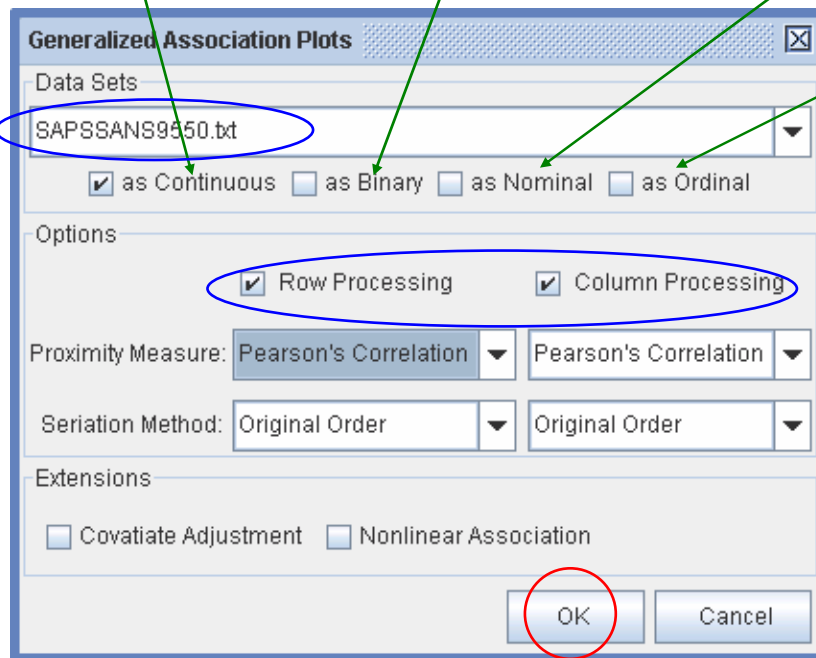 Generalized Association Plots
Data Sets
SAPSSANS9550.txt
as Continuous as Binary as Nominal as Ordinal
Options
Row Processing Column Processing
Proximity Measure: Pearson's Correlation Pearson's Correlation
Seriation Method: Original Order Original Order
Extensions
Covatiate Adjustment Nonlinear Association
OK Cancel